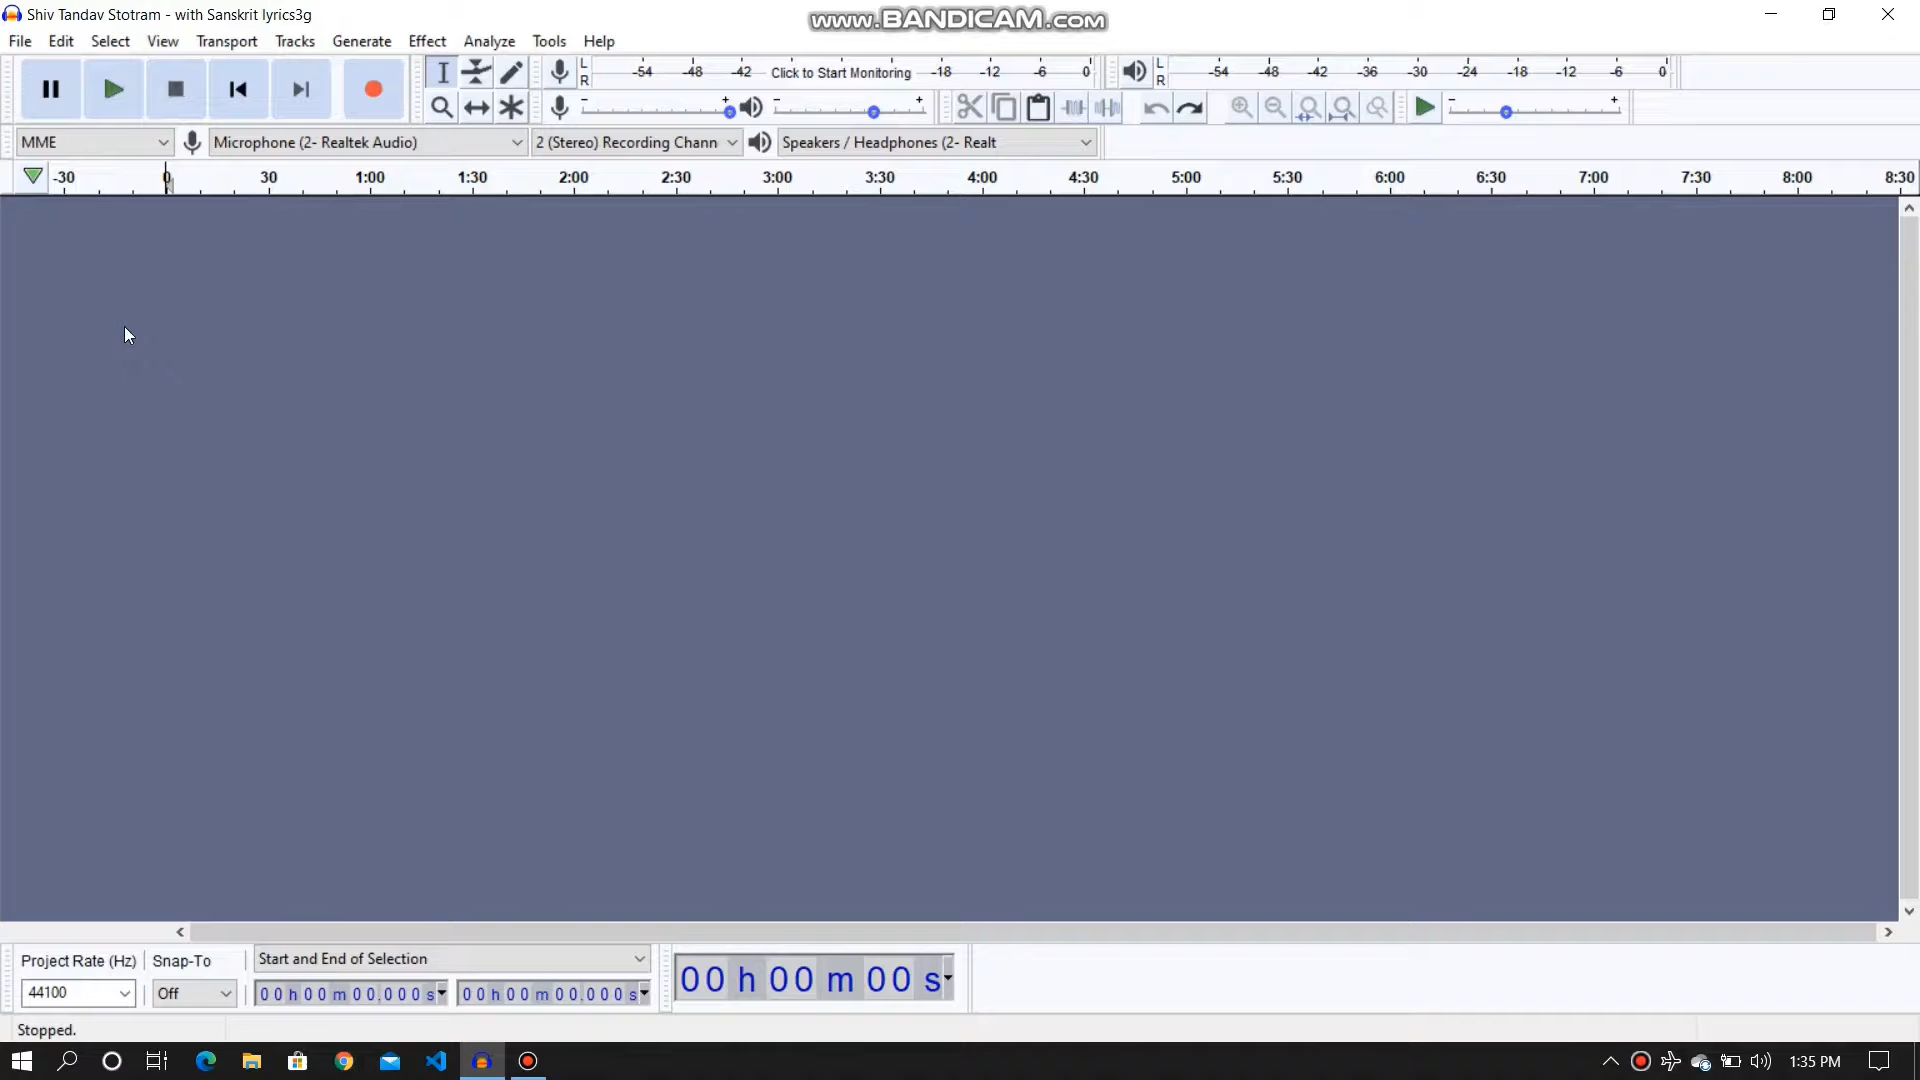 Shiv Tandav Stotram - with Sanskrit lyrics3g
www.BANDICAM.com
File Edit Select View Transport Tracks Generate Effect Analyze Tools Help
L R -54 -48 -42 Click to Start Monitoring -18 -12 -6 0 L R -54 -48 -42 -36 -30 -24 -18 -12 -6 0
MME Microphone (2- Realtek Audio) 2 (Stereo) Recording Chann Speakers / Headphones (2- Realt
-30 0 30 1:00 1:30 2:00 2:30 3:00 3:30 4:00 4:30 5:00 5:30 6:00 6:30 7:00 7:30 8:00 8:30
Project Rate (Hz) Snap-To Start and End of Selection
44100 Off 00 h 00 m 00.000 s 00 h 00 m 00.000 s 00 h 00 m 00 s
Stopped.
1:35 PM